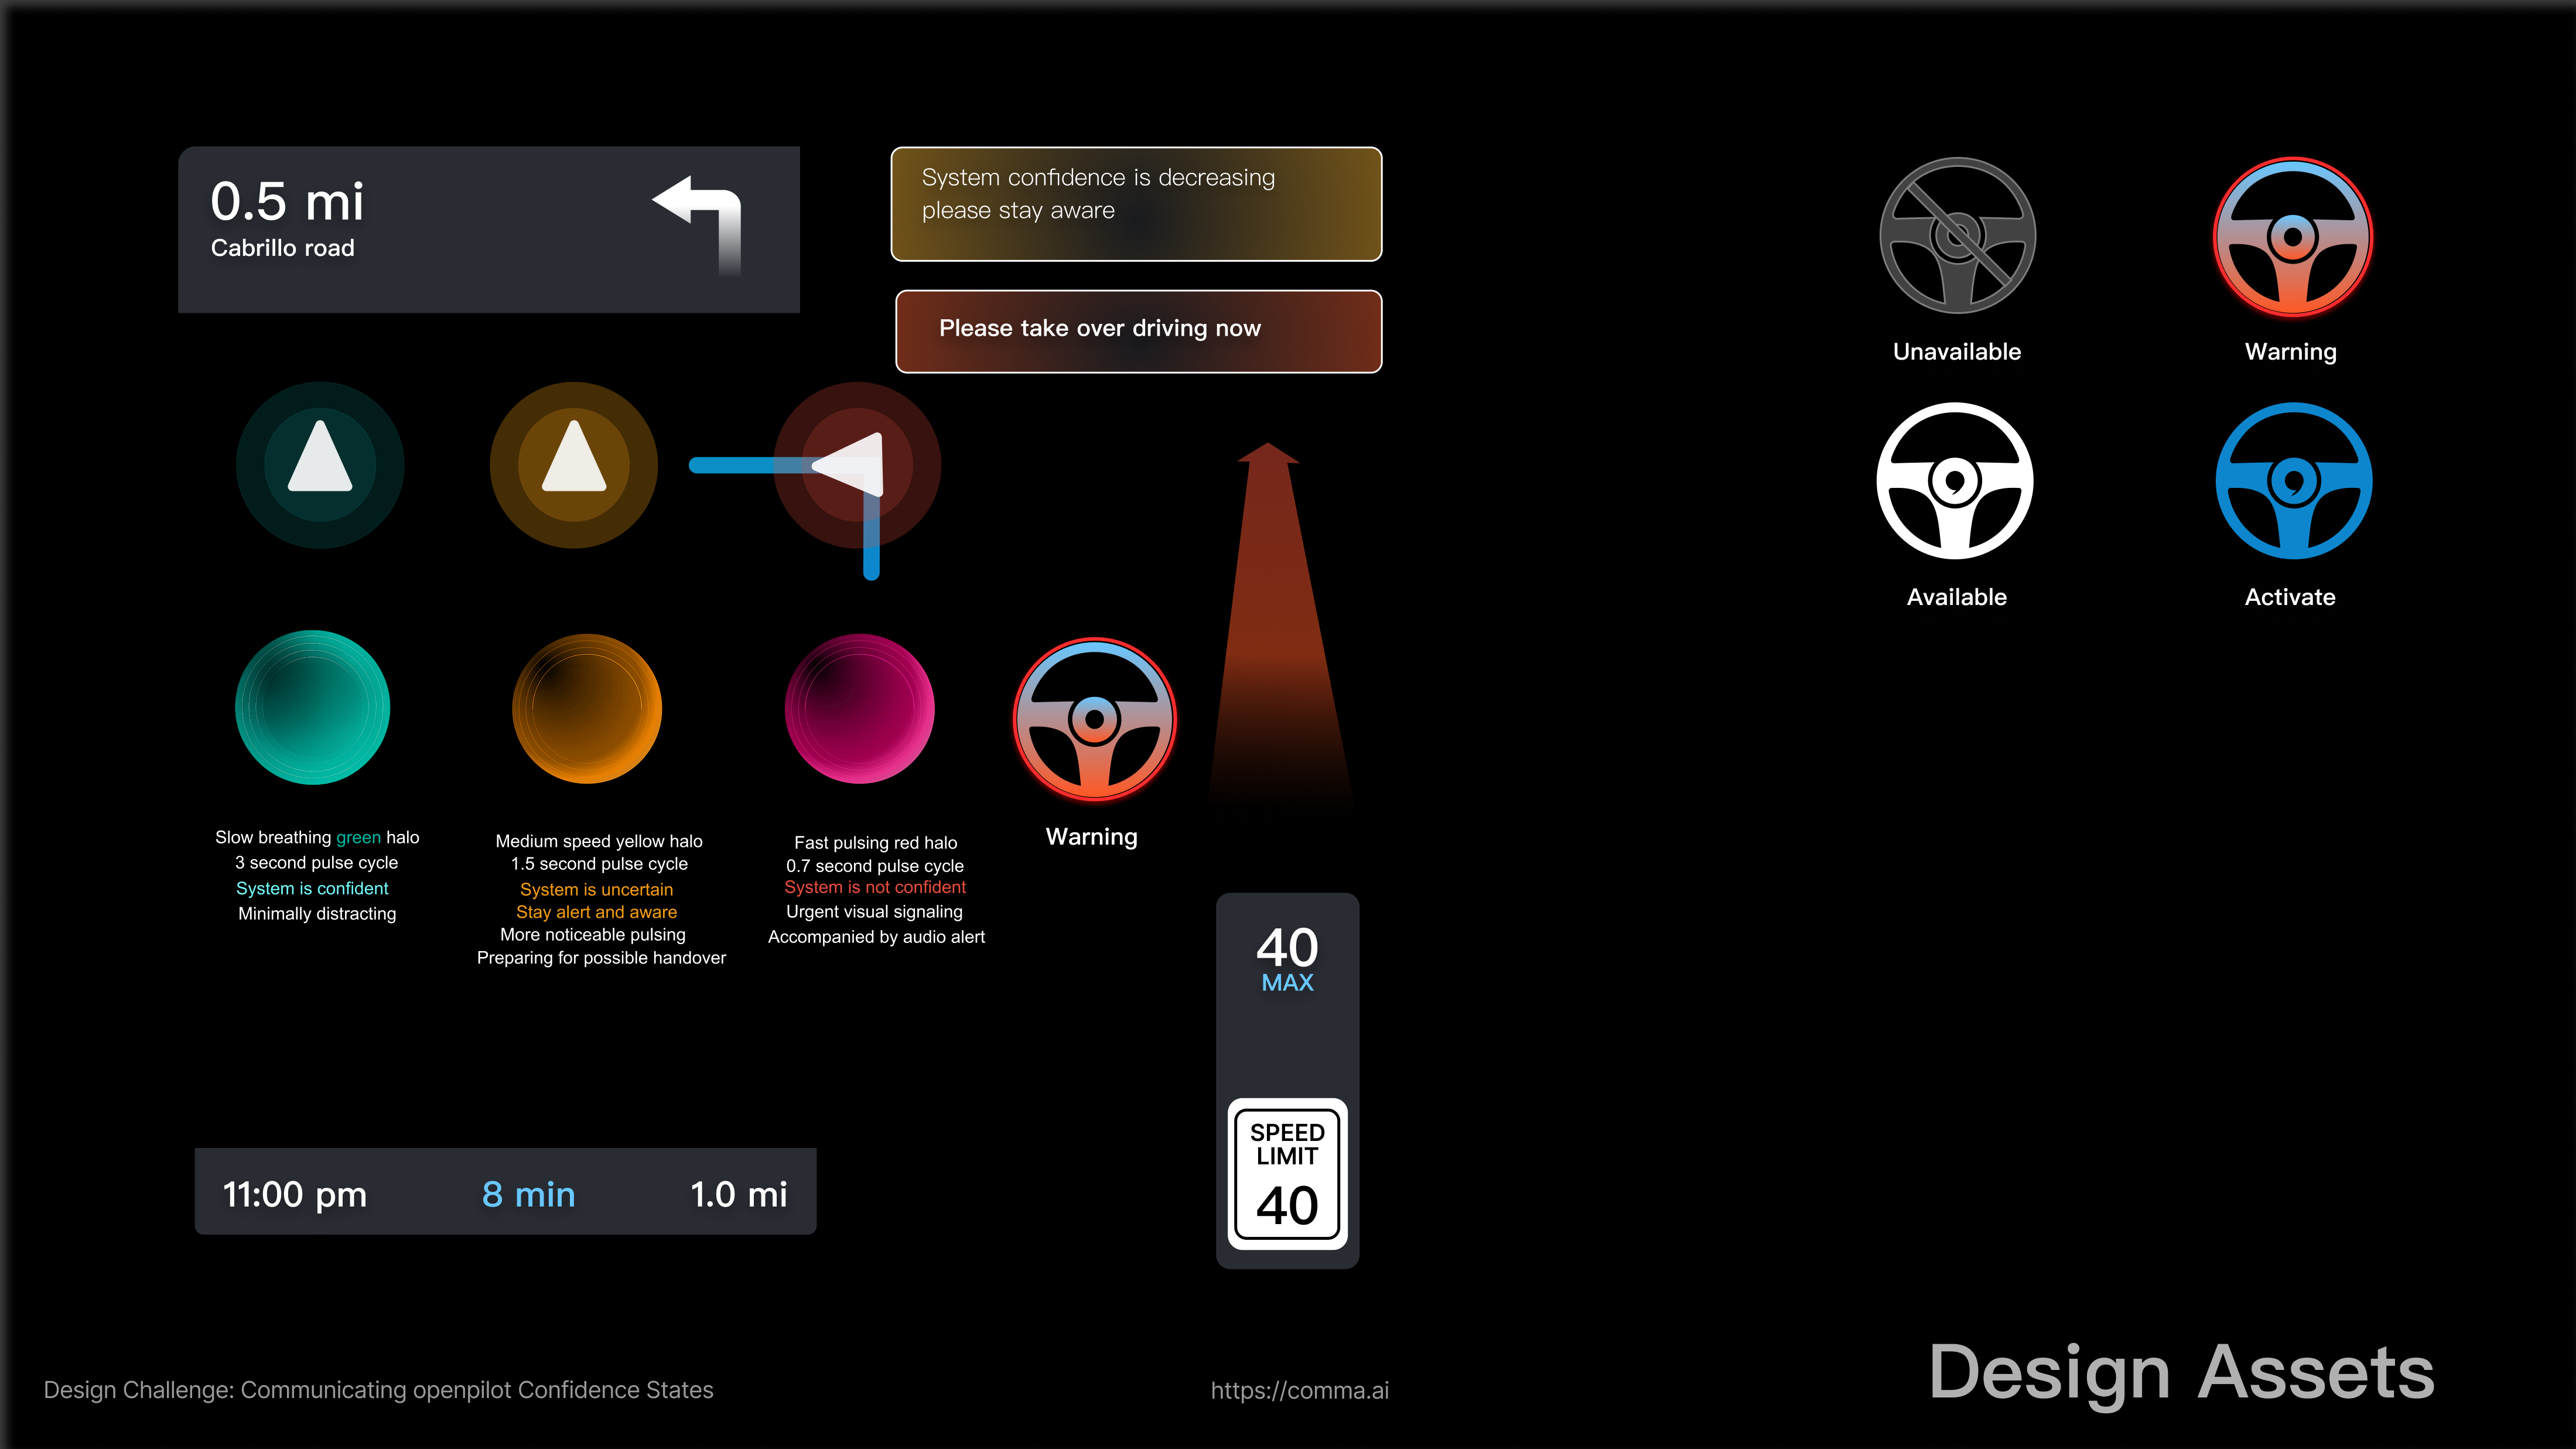 0.5 mi
Cabrillo road
System confidence is decreasing
please stay aware
Please take over driving now
Unavailable
Warning
Available
Activate
Slow breathing green halo
3 second pulse cycle
System is confident
Minimally distracting
Medium speed yellow halo
1.5 second pulse cycle
System is uncertain
Stay alert and aware
More noticeable pulsing
Preparing for possible handover
Fast pulsing red halo
0.7 second pulse cycle
System is not confident
Urgent visual signaling
Accompanied by audio alert
Warning
40
MAX
SPEED
LIMIT
40
11:00 pm
8 min
1.0 mi
Design Challenge: Communicating openpilot Confidence States
https://comma.ai
Design Assets